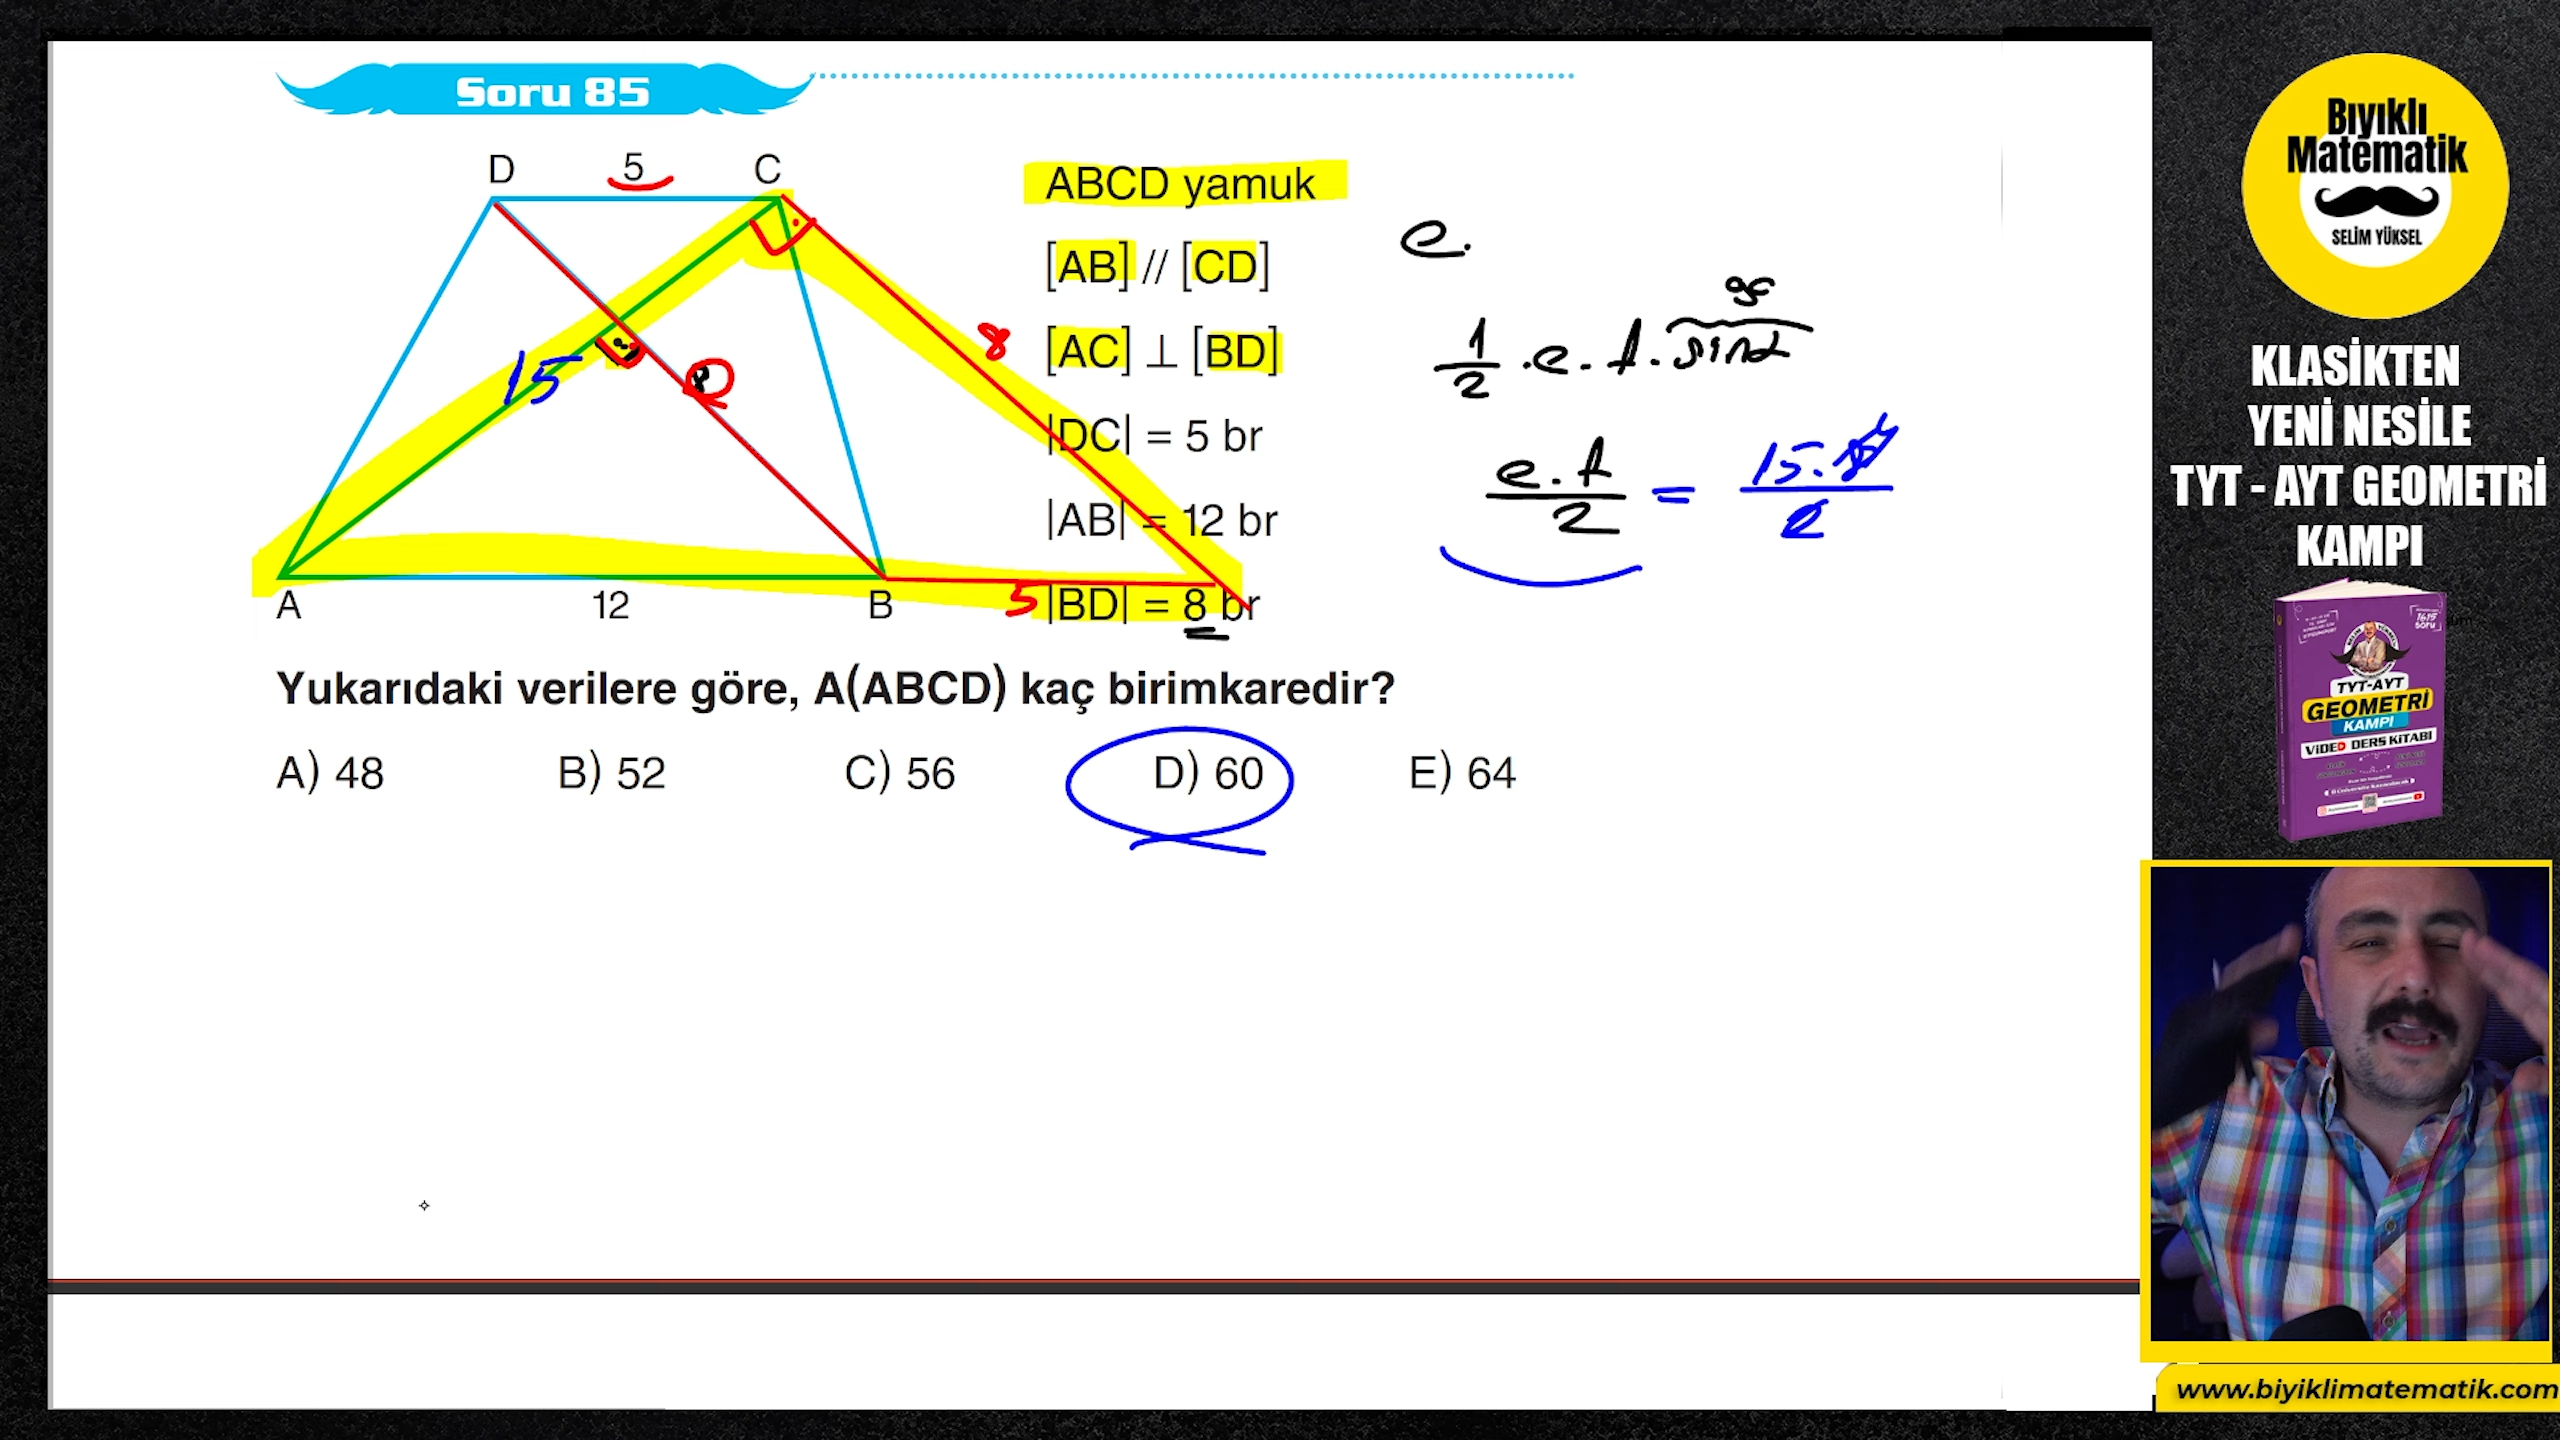 Soru 85
D 5 C
ABCD yamuk
[AB] // [CD]
[AC] ⊥ [BD]
|DC| = 5 br
|AB| = 12 br
|BD| = 8 br
15
8
5
A 12 B
e.
90
1/2 . e . f . sinα
e . f / 2 = 15 . 8 / 2
Yukarıdaki verilere göre, A(ABCD) kaç birimkaredir?
A) 48 B) 52 C) 56 D) 60 E) 64
Bıyıklı
Matematik
SELİM YÜKSEL
KLASİKTEN
YENİ NESİLE
TYT - AYT GEOMETRİ
KAMPI
1615
soru
TYT-AYT
GEOMETRİ
KAMPI
VİDEO DERS KİTABI
www.biyiklimatematik.com